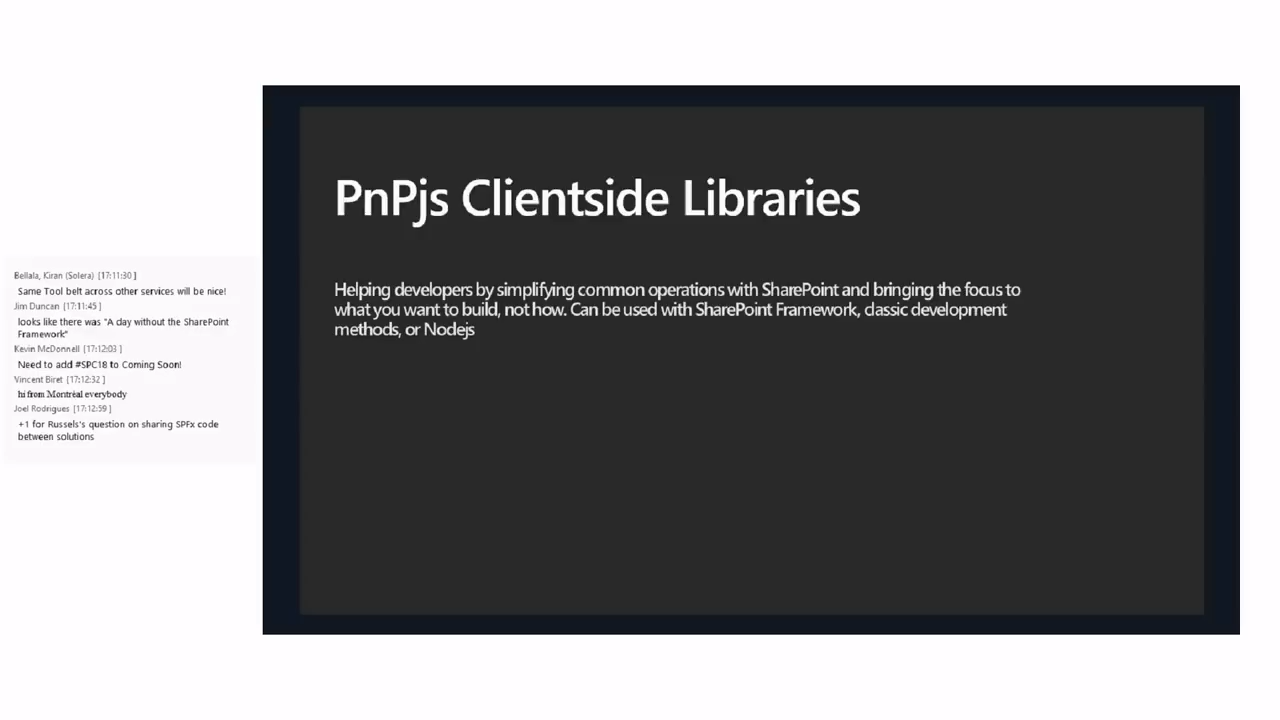 Bellala, Kiran (Solera) [17:11:30 ]
Same Tool belt across other services will be nice!
Jim Duncan [17:11:45 ]
looks like there was "A day without the SharePoint
Framework"
Kevin McDonnell [17:12:03 ]
Need to add #SPC18 to Coming Soon!
Vincent Biret [17:12:32 ]
hi from Montréal everybody
Joel Rodrigues [17:12:59 ]
+1 for Russels's question on sharing SPFx code
between solutions
PnPjs Clientside Libraries
Helping developers by simplifying common operations with SharePoint and bringing the focus to
what you want to build, not how. Can be used with SharePoint Framework, classic development
methods, or Nodejs